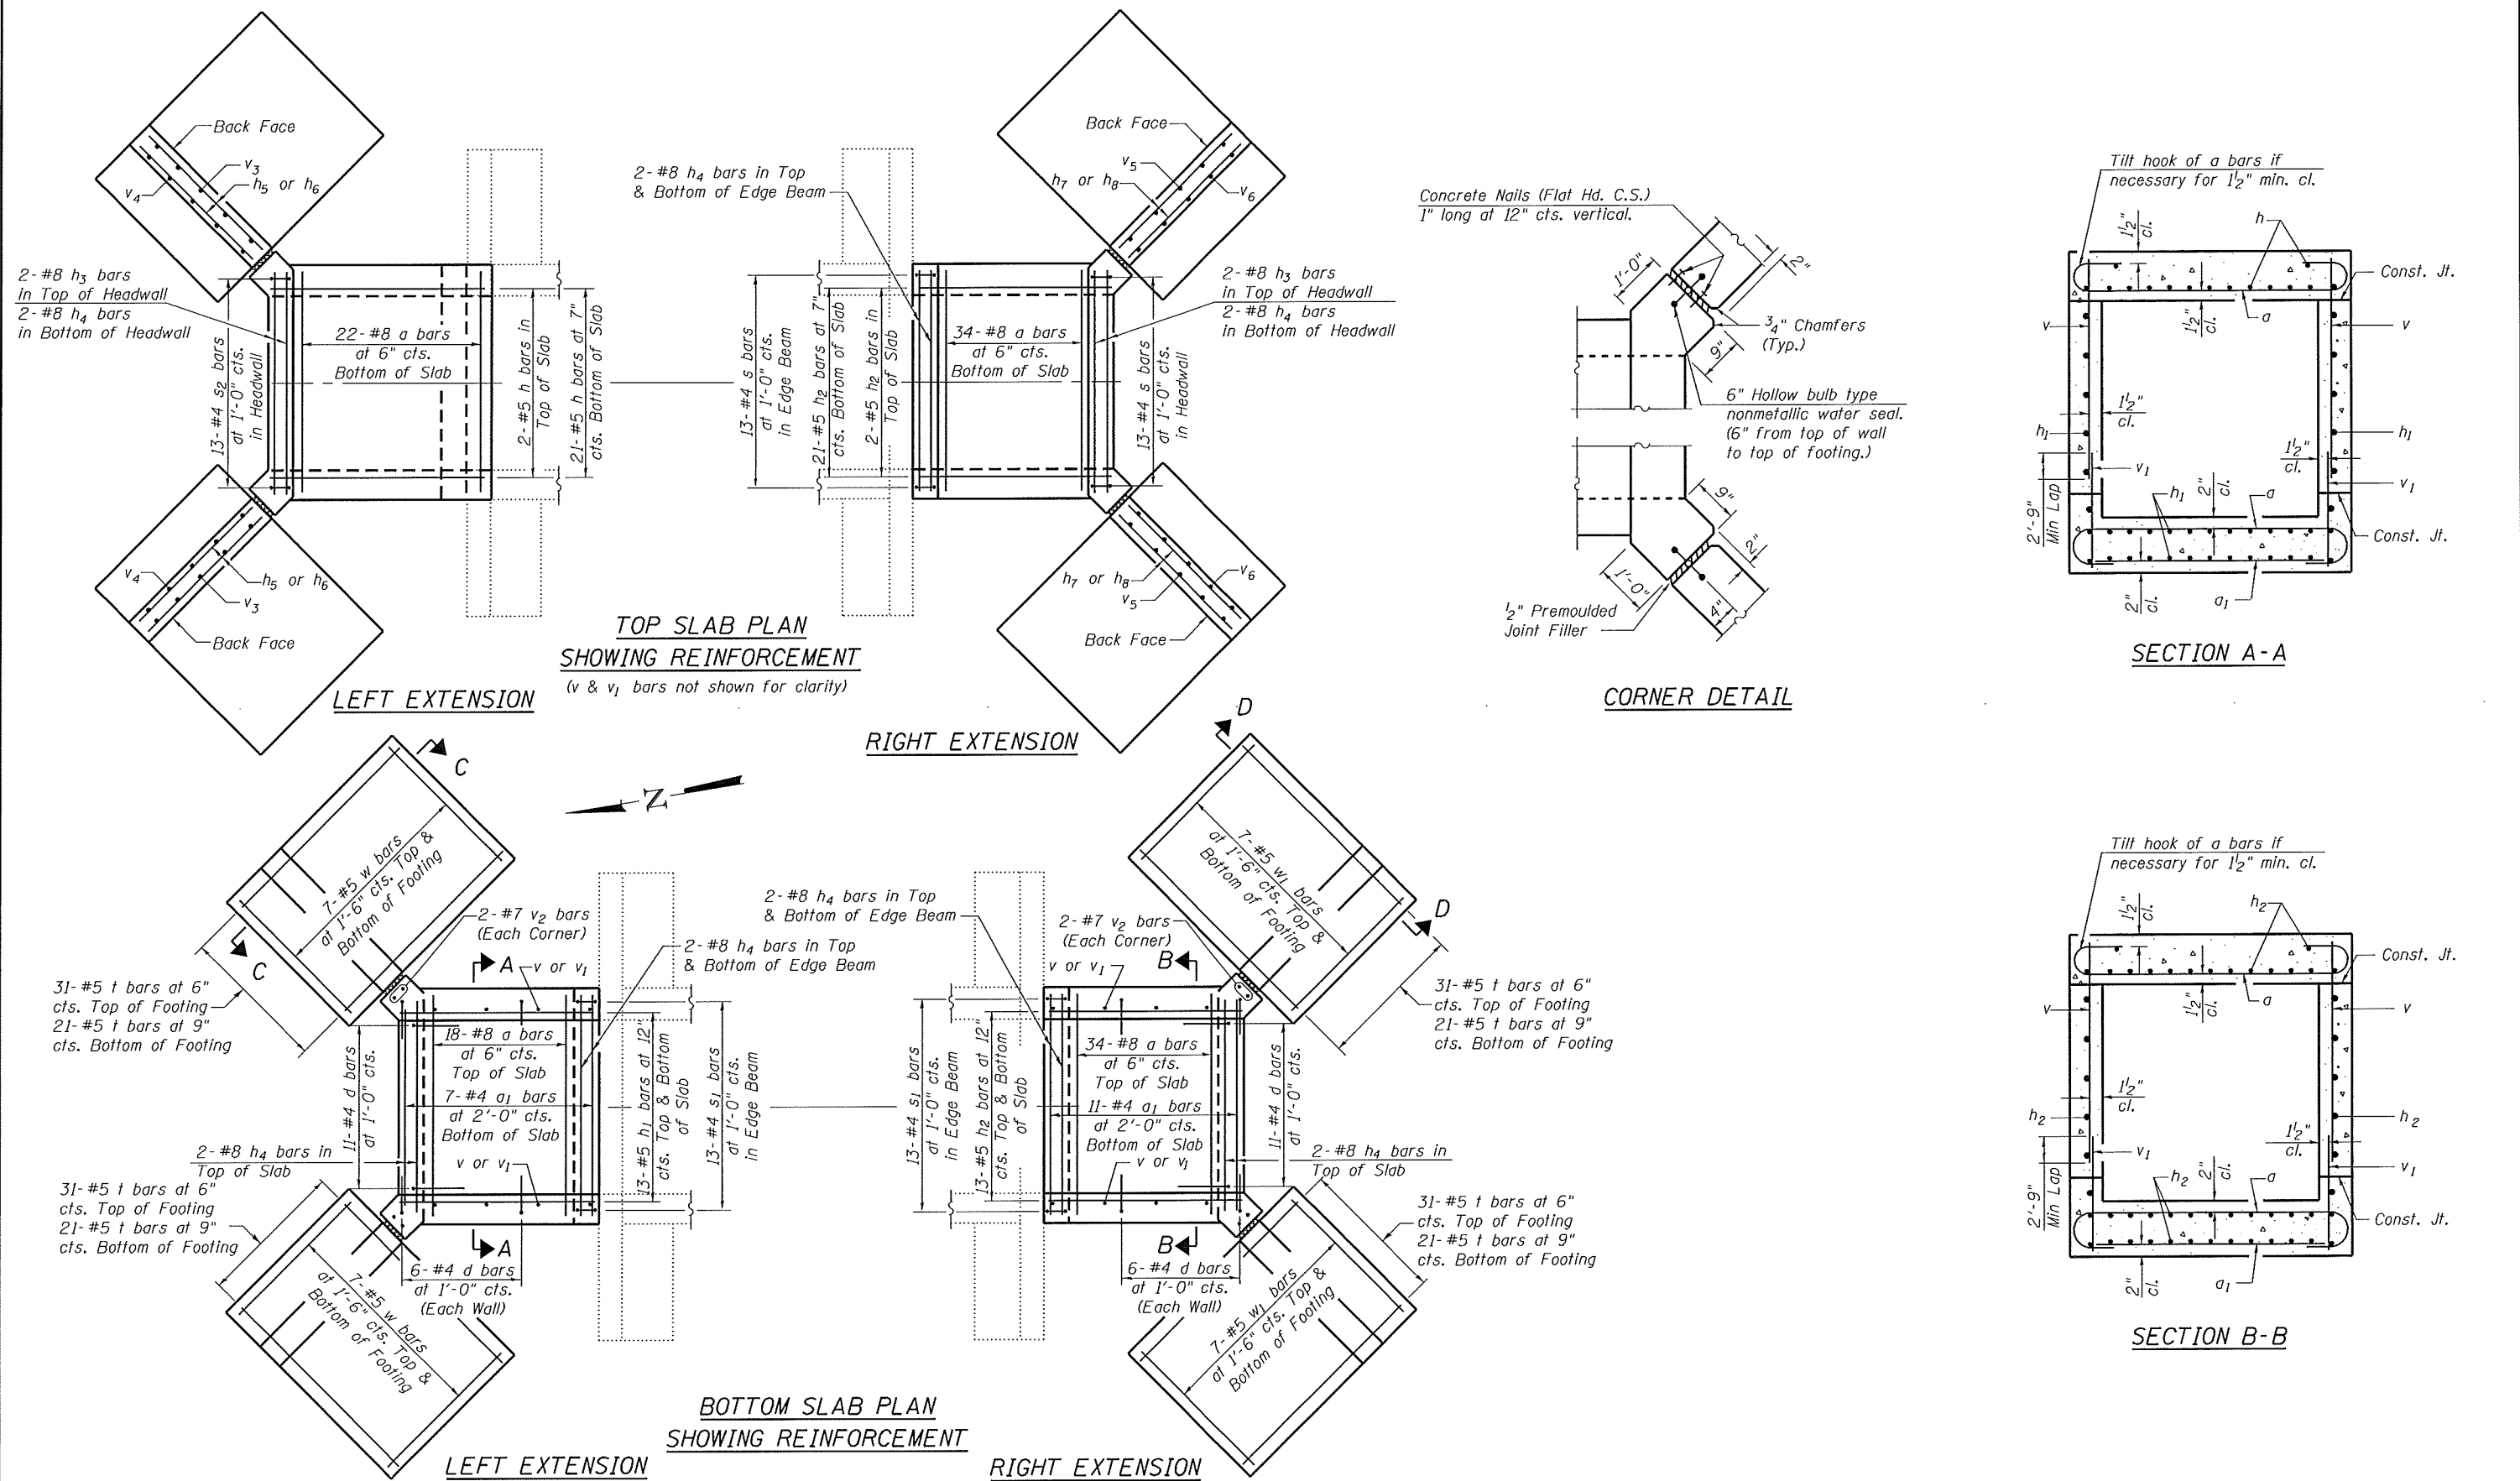 Back Face
v3
h5 or h6
v4
2-#8 h3 bars
in Top of Headwall
2-#8 h4 bars
in Bottom of Headwall
13-#4 s2 bars
at 1'-0" cts.
in Headwall
22-#8 a bars
at 6" cts.
Bottom of Slab
2-#5 h bars in
Top of Slab
21-#5 h bars at 7"
cts. Bottom of Slab
v4
h5 or h6
v3
Back Face
LEFT EXTENSION
TOP SLAB PLAN
SHOWING REINFORCEMENT
(v & v1 bars not shown for clarity)
2-#8 h4 bars in Top
& Bottom of Edge Beam
Back Face
v5
h7 or h8
v6
13-#4 s bars
at 1'-0" cts.
in Edge Beam
21-#5 h2 bars at 7"
cts. Bottom of Slab
2-#5 h2 bars in
Top of Slab
34-#8 a bars
at 6" cts.
Bottom of Slab
13-#4 s bars
at 1'-0" cts.
in Headwall
2-#8 h3 bars
in Top of Headwall
2-#8 h4 bars
in Bottom of Headwall
h7 or h8
v6
v5
Back Face
RIGHT EXTENSION
Concrete Nails (Flat Hd. C.S.)
1" long at 12" cts. vertical.
1'-0"
2"
3/4" Chamfers
(Typ.)
9"
6" Hollow bulb type
nonmetallic water seal.
(6" from top of wall
to top of footing.)
9"
2"
1'-0"
4"
1/2" Premoulded
Joint Filler
CORNER DETAIL
Tilt hook of a bars if
necessary for 1 1/2" min. cl.
1 1/2"
cl.
h
Const. Jt.
v
1 1/2"
cl.
a
v
1 1/2"
cl.
h1
1 1/2"
cl.
h1
v1
h1
2"
cl.
a
v1
2'-9"
Min Lap
Const. Jt.
2"
cl.
a1
SECTION A-A
C
C
7-#5 w bars
at 1'-6" cts. Top &
Bottom of Footing
2-#7 v2 bars
(Each Corner)
31-#5 t bars at 6"
cts. Top of Footing
21-#5 t bars at 9"
cts. Bottom of Footing
A
v or v1
2-#8 h4 bars in Top
& Bottom of Edge Beam
11-#4 d bars
at 1'-0" cts.
18-#8 a bars
at 6" cts.
Top of Slab
7-#4 a1 bars
at 2'-0" cts.
Bottom of Slab
v or v1
13-#5 h1 bars at 12"
cts. Top & Bottom
of Slab
13-#4 s1 bars
at 1'-0" cts.
in Edge Beam
2-#8 h4 bars in
Top of Slab
31-#5 t bars at 6"
cts. Top of Footing
21-#5 t bars at 9"
cts. Bottom of Footing
A
6-#4 d bars
at 1'-0" cts.
(Each Wall)
7-#5 w bars
at 1'-6" cts. Top &
Bottom of Footing
LEFT EXTENSION
Z
BOTTOM SLAB PLAN
SHOWING REINFORCEMENT
D
D
7-#5 w1 bars
at 1'-6" cts. Top &
Bottom of Footing
2-#8 h4 bars in Top
& Bottom of Edge Beam
2-#7 v2 bars
(Each Corner)
v or v1
B
31-#5 t bars at 6"
cts. Top of Footing
21-#5 t bars at 9"
cts. Bottom of Footing
13-#4 s1 bars
at 1'-0" cts.
in Edge Beam
13-#5 h2 bars at 12"
cts. Top & Bottom
of Slab
34-#8 a bars
at 6" cts.
Top of Slab
11-#4 a1 bars
at 2'-0" cts.
Bottom of Slab
v or v1
11-#4 d bars
at 1'-0" cts.
2-#8 h4 bars in
Top of Slab
31-#5 t bars at 6"
cts. Top of Footing
21-#5 t bars at 9"
cts. Bottom of Footing
B
6-#4 d bars
at 1'-0" cts.
(Each Wall)
7-#5 w1 bars
at 1'-6" cts. Top &
Bottom of Footing
RIGHT EXTENSION
Tilt hook of a bars if
necessary for 1 1/2" min. cl.
1 1/2"
cl.
h2
Const. Jt.
v
1 1/2"
cl.
a
v
1 1/2"
cl.
h2
1 1/2"
cl.
h2
v1
h2
2"
cl.
a
v1
2'-9"
Min Lap
Const. Jt.
2"
cl.
a1
SECTION B-B